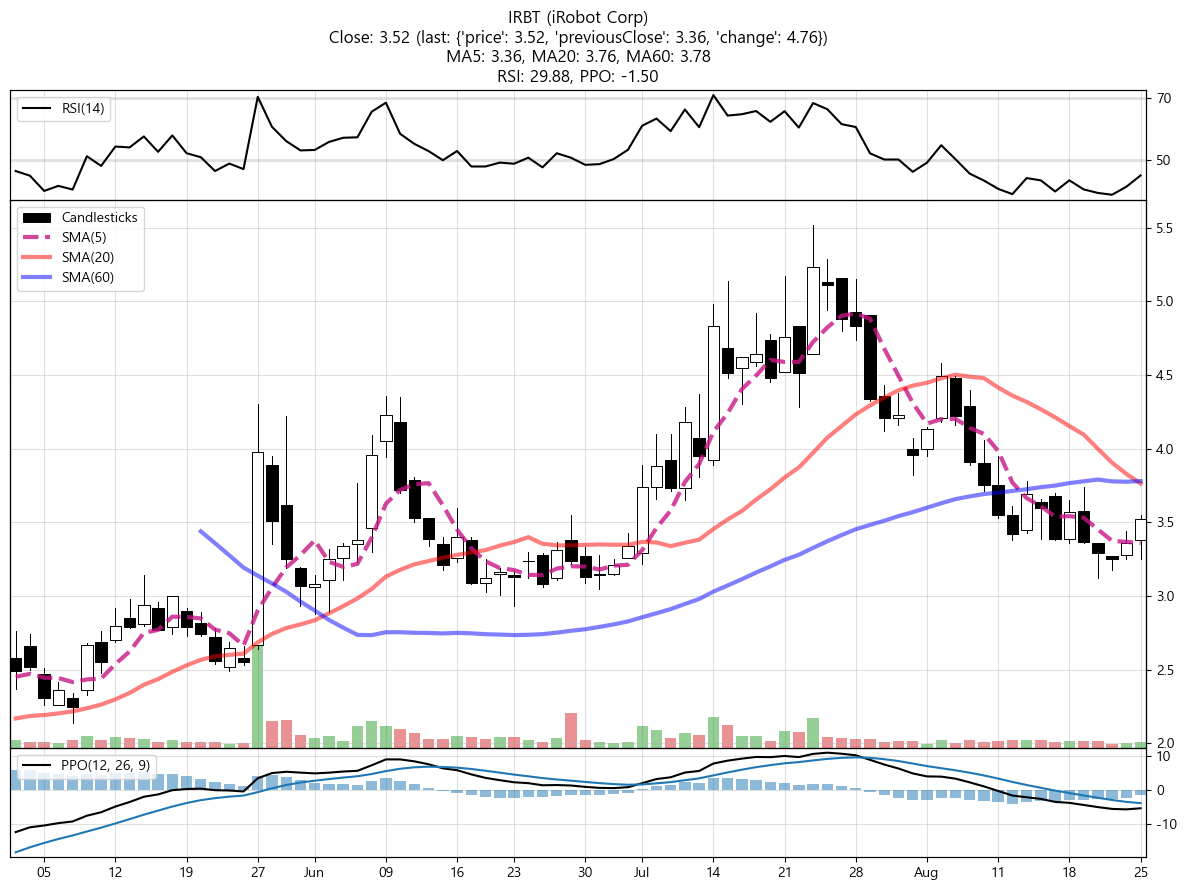 IRBT (iRobot Corp)
Close: 3.52 (last: {'price': 3.52, 'previousClose': 3.36, 'change': 4.76})
MA5: 3.36, MA20: 3.76, MA60: 3.78
RSI: 29.88, PPO: -1.50
RSI(14)
70
50
Candlesticks
SMA(5)
SMA(20)
SMA(60)
5.5
5.0
4.5
4.0
3.5
3.0
2.5
2.0
PPO(12, 26, 9)
10
0
-10
05 12 19 27 Jun 09 16 23 30 Jul 14 21 28 Aug 11 18 25